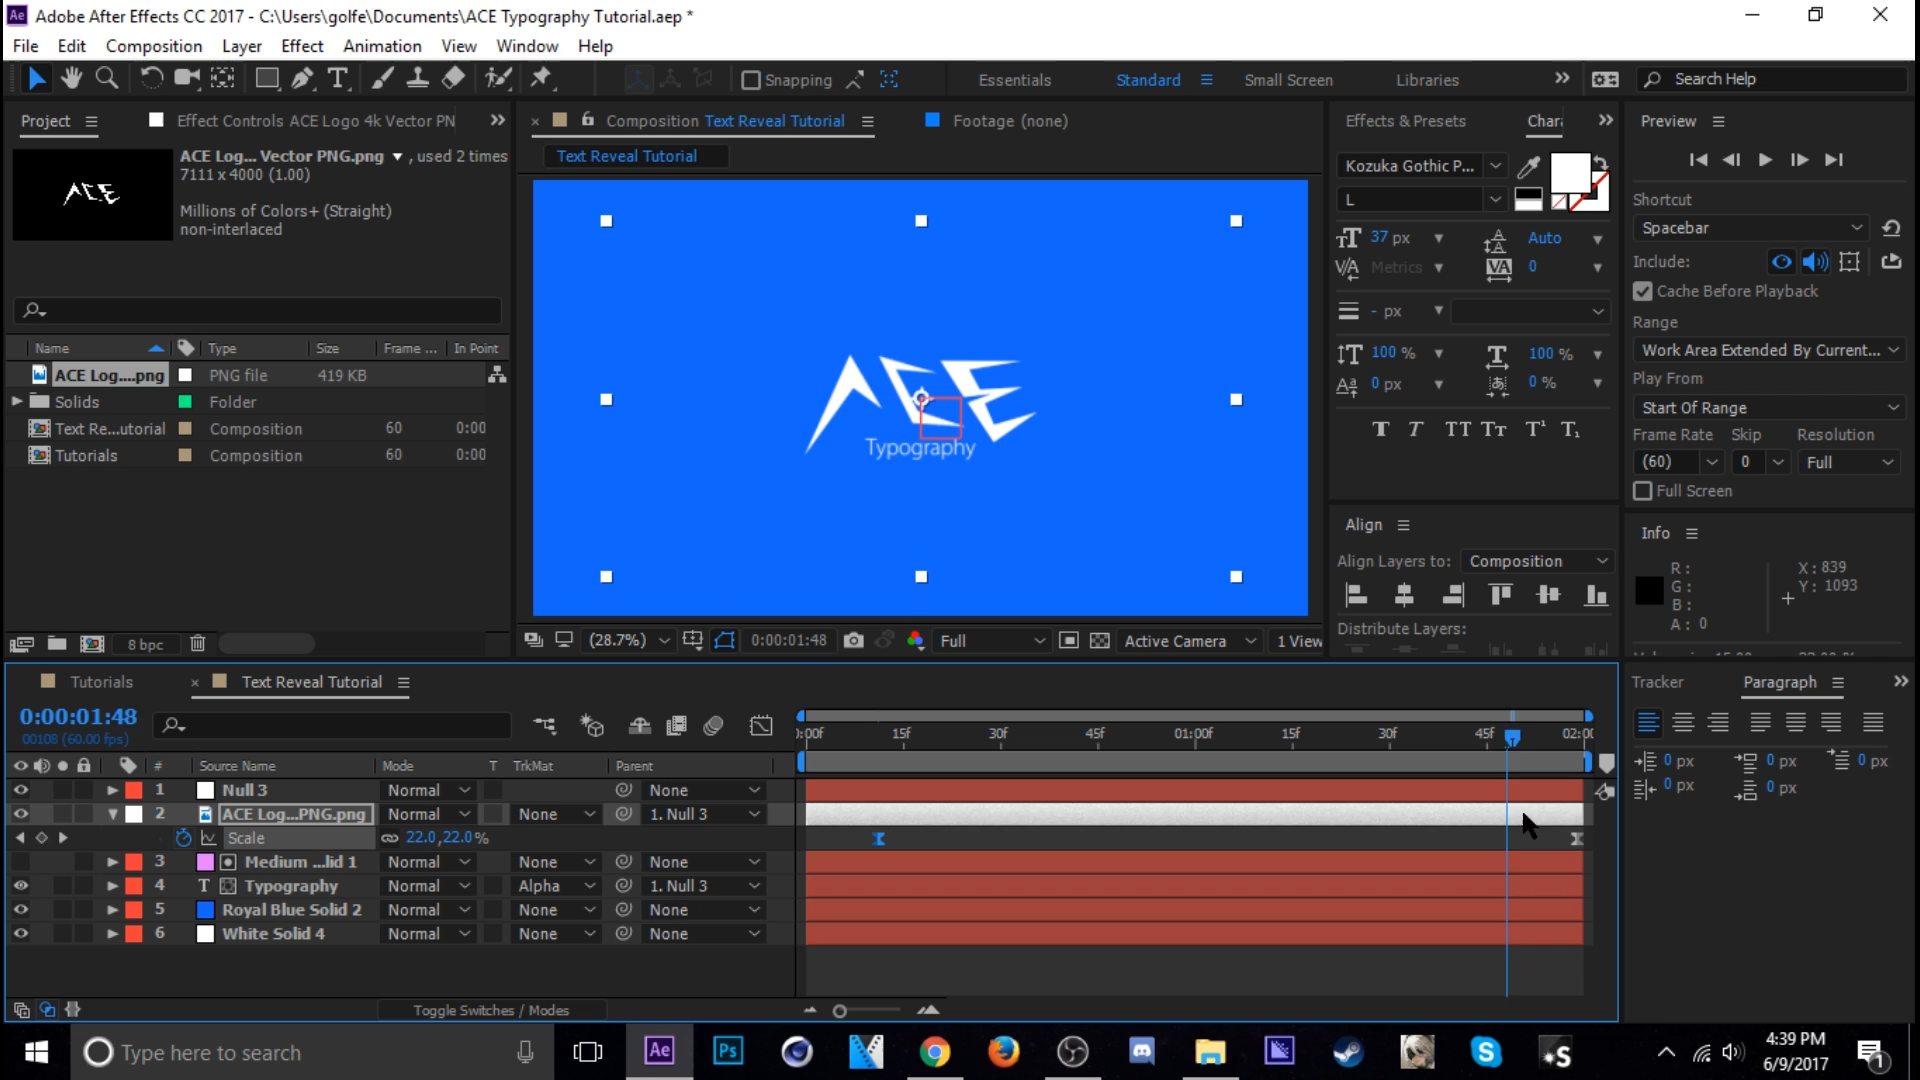 Adobe After Effects CC 2017 - C:\Users\golfe\Documents\ACE Typography Tutorial.aep *
File Edit Composition Layer Effect Animation View Window Help
Snapping Essentials Standard Small Screen Libraries Search Help
Project Effect Controls ACE Logo 4k Vector PN
Composition Text Reveal Tutorial Footage (none)
Text Reveal Tutorial
ACE Log... Vector PNG.png , used 2 times
7111 x 4000 (1.00)
Millions of Colors+ (Straight)
non-interlaced
ACE
Name Type Size Frame ... In Point
ACE Log....png PNG file 419 KB
Solids Folder
Text Re...utorial Composition 60 0:00
Tutorials Composition 60 0:00
8 bpc
ACE
Typography
(28.7%) 0:00:01:48 Full Active Camera 1 View
Effects & Presets Char
Kozuka Gothic P...
L
37 px Auto
Metrics 0
- px
100 % 100 %
0 px 0 %
T T TT Tt T¹ T₁
Align
Align Layers to: Composition
Distribute Layers:
Preview
Shortcut
Spacebar
Include:
Cache Before Playback
Range
Work Area Extended By Current...
Play From
Start Of Range
Frame Rate Skip Resolution
(60) 0 Full
Full Screen
Info
R: X: 839
G: Y: 1093
B:
A: 0
Tutorials Text Reveal Tutorial
0:00:01:48
00108 (60.00 fps)
:00f 15f 30f 45f 01:00f 15f 30f 45f 02:00
# Source Name Mode T TrkMat Parent
1 Null 3 Normal None
2 ACE Log...PNG.png Normal None 1. Null 3
Scale 22.0,22.0%
3 Medium ...lid 1 Normal None None
4 T Typography Normal Alpha 1. Null 3
5 Royal Blue Solid 2 Normal None None
6 White Solid 4 Normal None None
Toggle Switches / Modes
Tracker Paragraph
0 px 0 px 0 px
0 px 0 px
Type here to search
Ae Ps
4:39 PM
6/9/2017
1